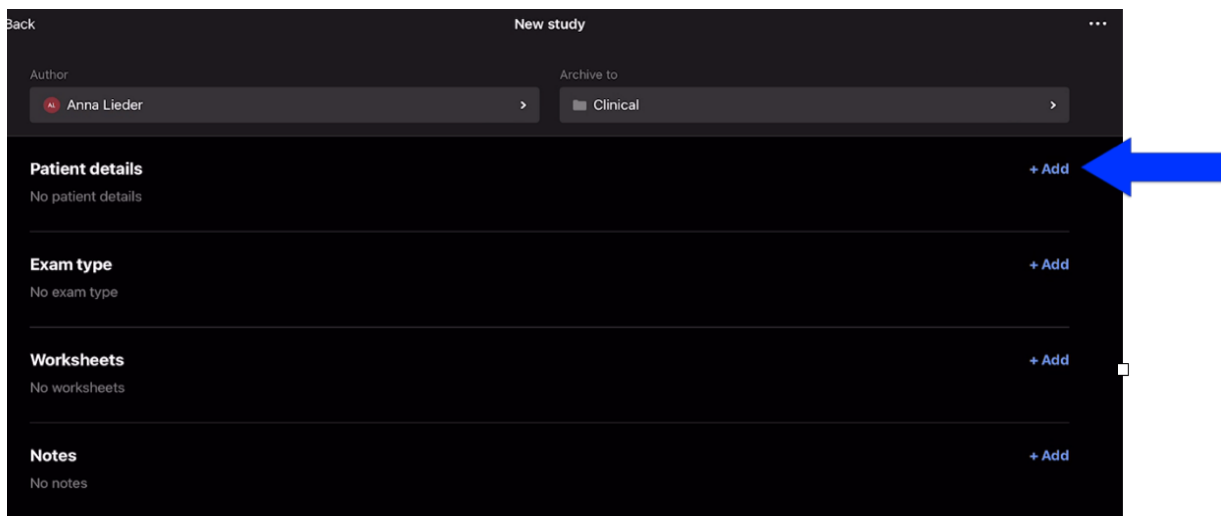 Back
New study
Author
Archive to
AL Anna Lieder
Clinical
Patient details
+ Add
No patient details
Exam type
+ Add
No exam type
Worksheets
+ Add
No worksheets
Notes
+ Add
No notes